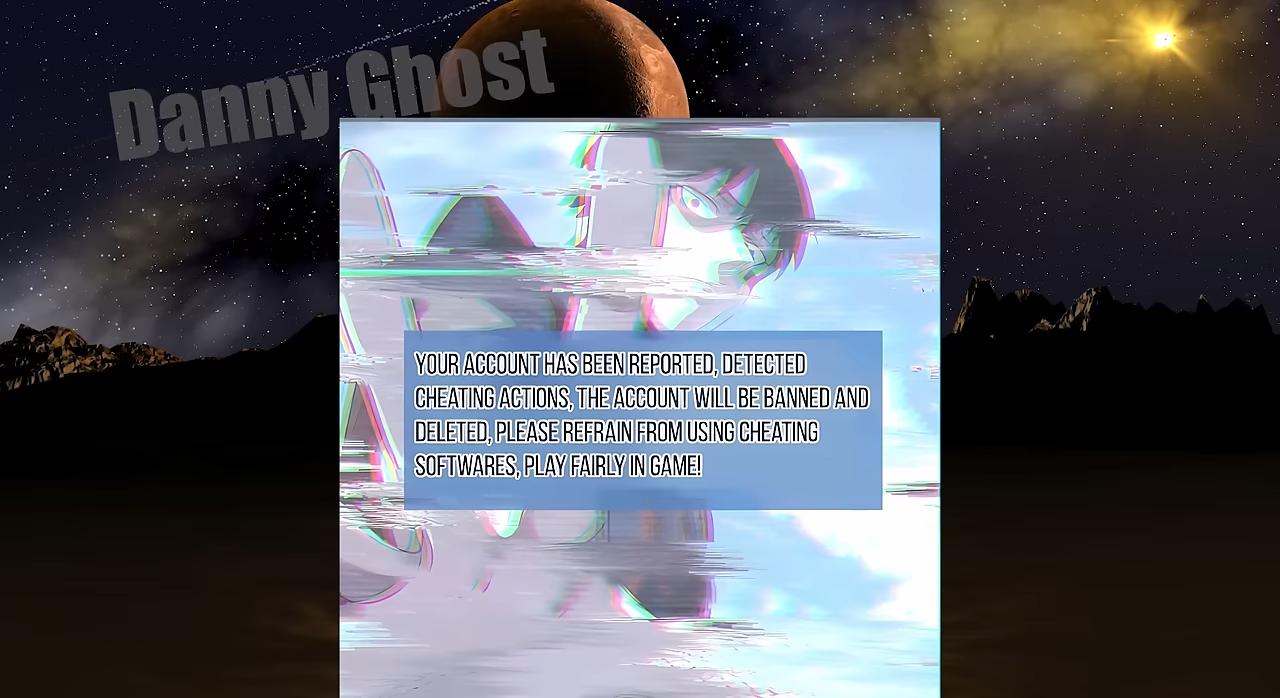 Danny Ghost
YOUR ACCOUNT HAS BEEN REPORTED, DETECTED
CHEATING ACTIONS, THE ACCOUNT WILL BE BANNED AND
DELETED, PLEASE REFRAIN FROM USING CHEATING
SOFTWARES, PLAY FAIRLY IN GAME!